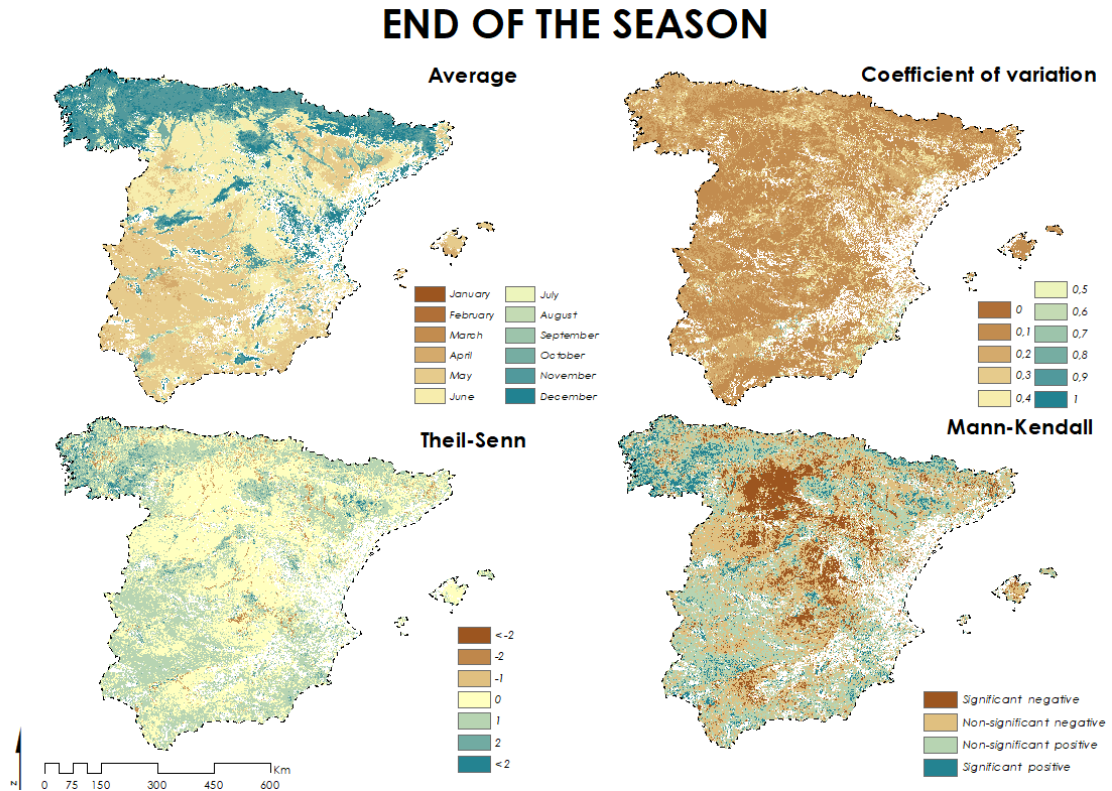 END OF THE SEASON
Average
Coefficient of variation
January
February
March
April
May
June
July
August
September
October
November
December
0
0,1
0,2
0,3
0,4
0,5
0,6
0,7
0,8
0,9
1
Theil-Senn
Mann-Kendall
<-2
-2
-1
0
1
2
<2
Significant negative
Non-significant negative
Non-significant positive
Significant positive
N
Km
0 75 150 300 450 600